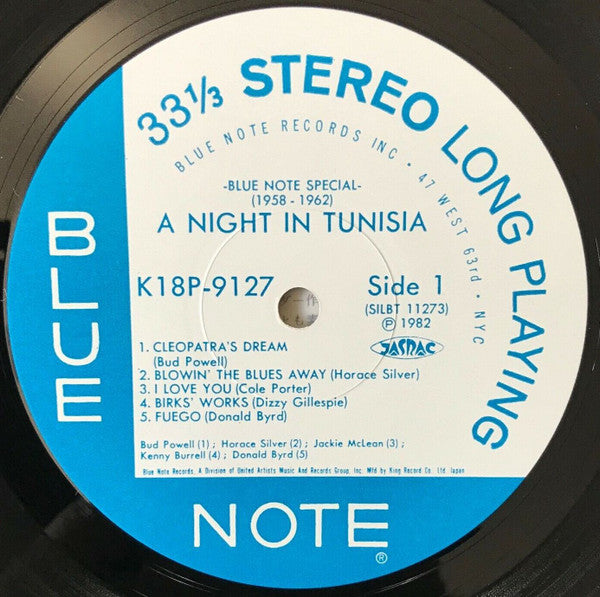 33⅓ STEREO LONG PLAYING
BLUE NOTE RECORDS INC • 47 WEST 63rd • NYC
-BLUE NOTE SPECIAL-
(1958 - 1962)
A NIGHT IN TUNISIA
K18P-9127
Side 1
(SILBT 11273)
℗ 1982
JASRAC
1. CLEOPATRA'S DREAM
(Bud Powell)
2. BLOWIN' THE BLUES AWAY (Horace Silver)
3. I LOVE YOU (Cole Porter)
4. BIRKS' WORKS (Dizzy Gillespie)
5. FUEGO (Donald Byrd)
Bud Powell (1) ; Horace Silver (2) ; Jackie McLean (3) ;
Kenny Burrell (4) ; Donald Byrd (5)
Blue Note Records, A Division of United Artists Music And Records Group, Inc. Mfd by King Record Co. Ltd. Japan
BLUE
NOTE ®